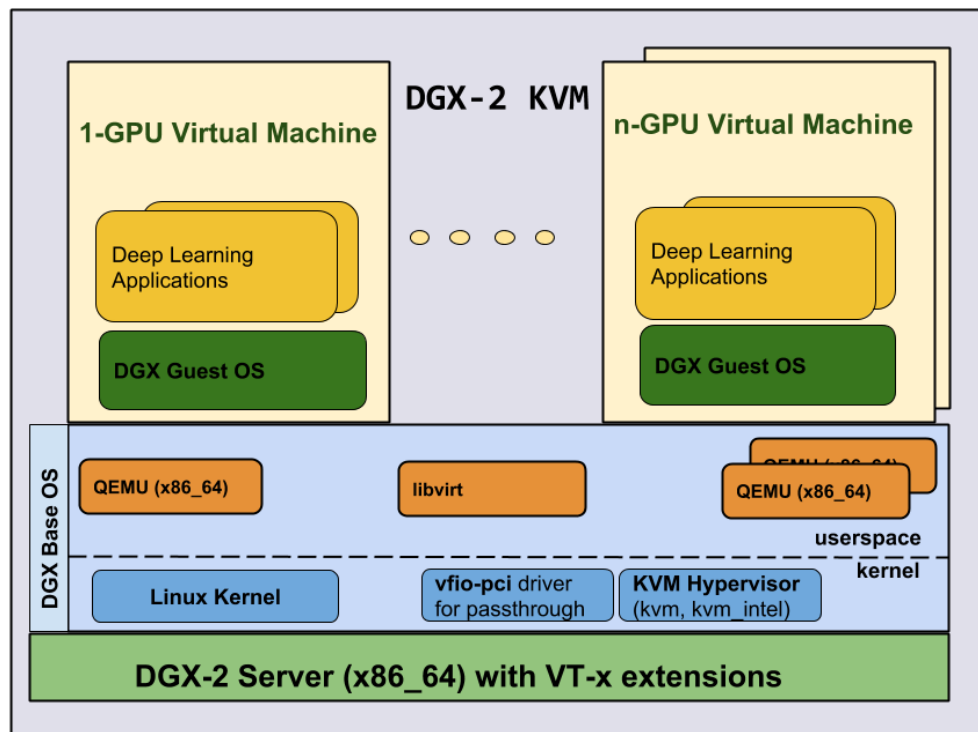 DGX-2 KVM
1-GPU Virtual Machine
Deep Learning
Applications
DGX Guest OS
n-GPU Virtual Machine
Deep Learning
Applications
DGX Guest OS
DGX Base OS
QEMU (x86_64)
libvirt
QEMU (x86_64)
QEMU (x86_64)
userspace
kernel
Linux Kernel
vfio-pci driver
for passthrough
KVM Hypervisor
(kvm, kvm_intel)
DGX-2 Server (x86_64) with VT-x extensions